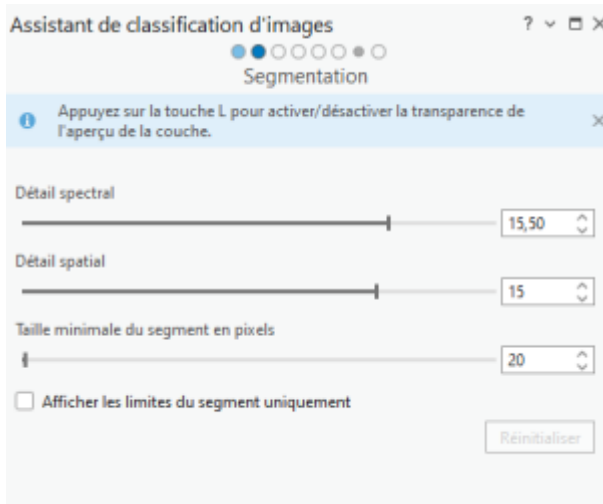 Assistant de classification d'images
?
Segmentation
Appuyez sur la touche L pour activer/désactiver la transparence de
l'aperçu de la couche.
Détail spectral
15,50
Détail spatial
15
Taille minimale du segment en pixels
20
Afficher les limites du segment uniquement
Réinitialiser